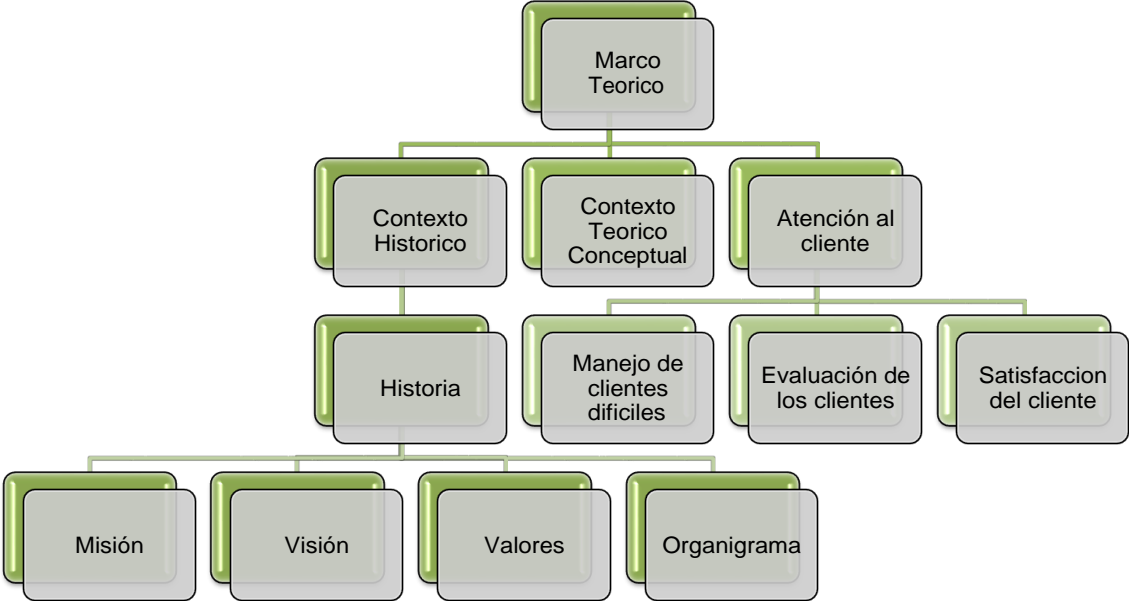 Marco
Teorico
Contexto
Historico
Contexto
Teorico
Conceptual
Atención al
cliente
Historia
Manejo de
clientes
dificiles
Evaluación de
los clientes
Satisfaccion
del cliente
Misión
Visión
Valores
Organigrama